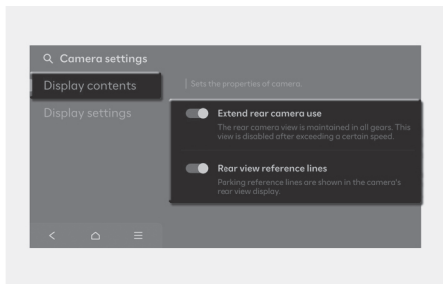 Camera settings
Display contents
Sets the properties of camera.
Display settings
Extend rear camera use
The rear camera view is maintained in all gears. This
view is disabled after exceeding a certain speed.
Rear view reference lines
Parking reference lines are shown in the camera's
rear view display.